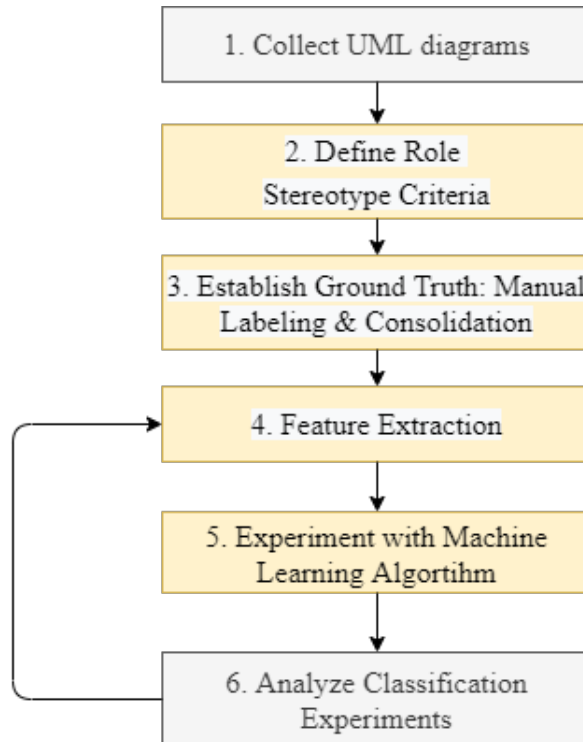 1. Collect UML diagrams
2. Define Role
Stereotype Criteria
3. Establish Ground Truth: Manual
Labeling & Consolidation
4. Feature Extraction
5. Experiment with Machine
Learning Algortihm
6. Analyze Classification
Experiments